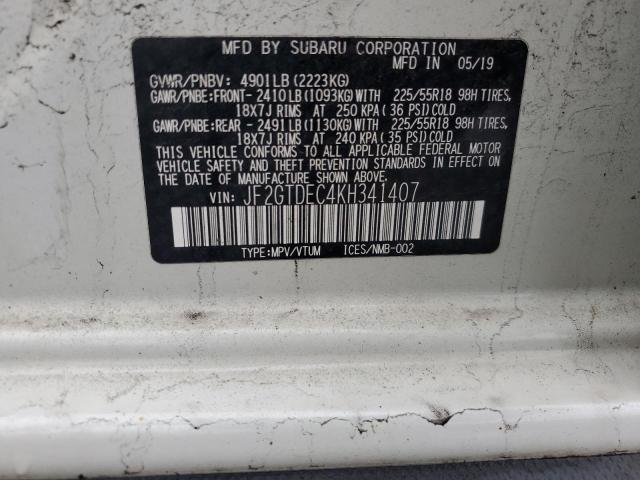 MFD BY SUBARU CORPORATION
MFD IN 05/19
GVWR/PNBV: 4901LB (2223KG)
GAWR/PNBE:FRONT-2410LB(1093KG)WITH 225/55R18 98H TIRES,
18X7J RIMS AT 250 KPA( 36 PSI)COLD
GAWR/PNBE:REAR -2491LB(1130KG)WITH 225/55R18 98H TIRES,
18X7J RIMS AT 240 KPA( 35 PSI)COLD
THIS VEHICLE CONFORMS TO ALL APPLICABLE FEDERAL MOTOR
VEHICLE SAFETY AND THEFT PREVENTION STANDARDS IN EFFECT
ON THE DATE OF MANUFACTURE SHOWN ABOVE.
VIN: JF2GTDEC4KH341407
TYPE:MPV/VTUM ICES/NMB-002